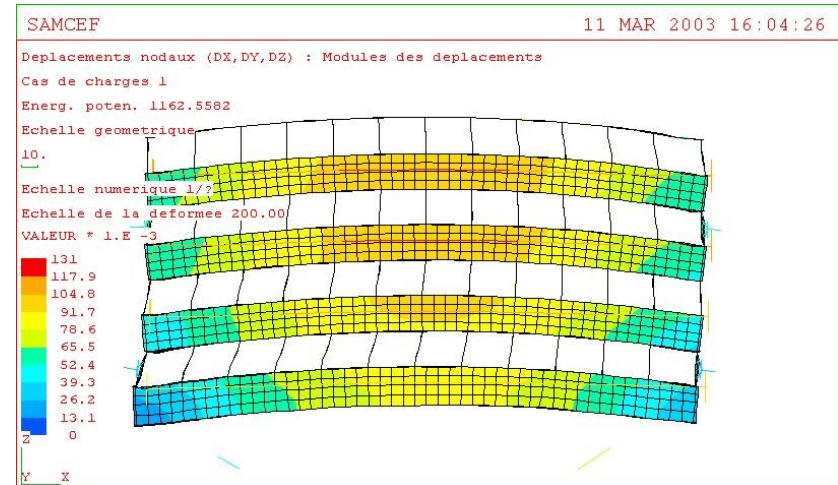 SAMCEF 11 MAR 2003 16:04:26
Deplacements nodaux (DX,DY,DZ) : Modules des deplacements
Cas de charges 1
Energ. poten. 1162.5582
Echelle geometrique
10.
Echelle numerique 1/?
Echelle de la deformee 200.00
VALEUR * 1.E -3
131
117.9
104.8
91.7
78.6
65.5
52.4
39.3
26.2
13.1
0
Z
Y X